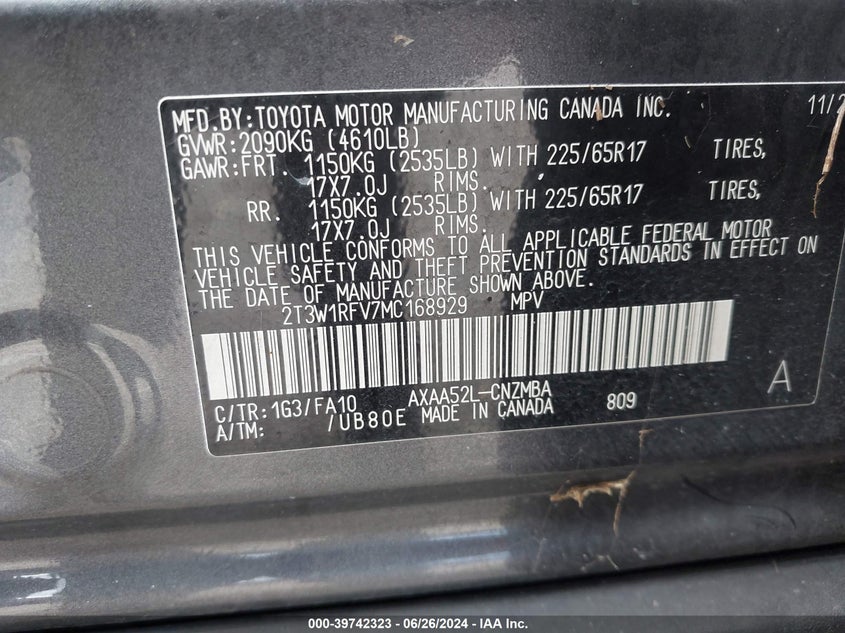 MFD.BY:TOYOTA MOTOR MANUFACTURING CANADA INC. 11/2
GVWR:2090KG (4610LB)
GAWR:FRT. 1150KG (2535LB) WITH 225/65R17 TIRES,
17X7.0J RIMS.
RR. 1150KG (2535LB) WITH 225/65R17 TIRES,
17X7.0J RIMS.
THIS VEHICLE CONFORMS TO ALL APPLICABLE FEDERAL MOTOR
VEHICLE SAFETY AND THEFT PREVENTION STANDARDS IN EFFECT ON
THE DATE OF MANUFACTURE SHOWN ABOVE.
2T3W1RFV7MC168929 MPV
C/TR:1G3/FA10 AXAA52L-CNZMBA A
A/TM: /UB80E MADE IN CANADA 809
000-39742323 - 06/26/2024 - IAA Inc.